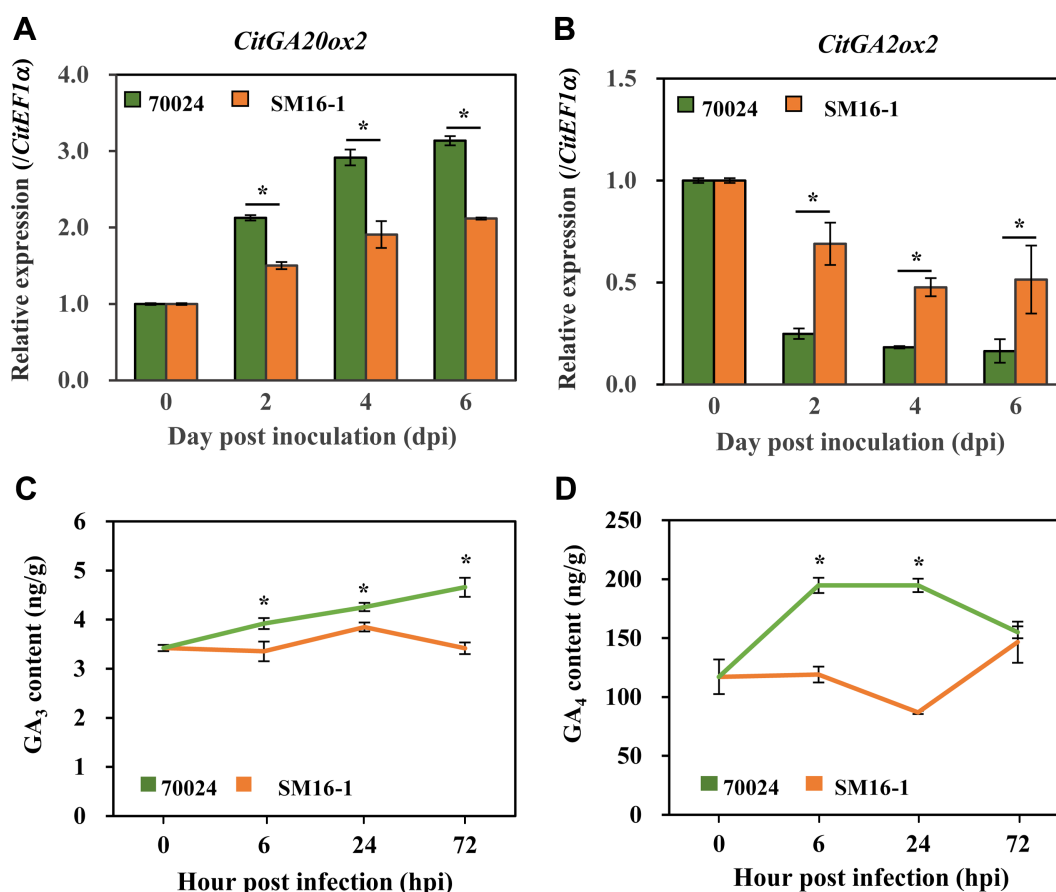 A
CitGA20ox2
Relative expression (/CitEF1α)
4.0
3.0
2.0
1.0
0.0
70024
SM16-1
*
*
*
0
2
4
6
Day post inoculation (dpi)
B
CitGA2ox2
Relative expression (/CitEF1α)
1.5
1.0
0.5
0.0
70024
SM16-1
*
*
*
0
2
4
6
Day post inoculation (dpi)
C
GA3 content (ng/g)
6
5
4
3
2
1
0
*
*
*
70024
SM16-1
0
6
24
72
Hour post infection (hpi)
D
GA4 content (ng/g)
250
200
150
100
50
0
*
*
70024
SM16-1
0
6
24
72
Hour post infection (hpi)